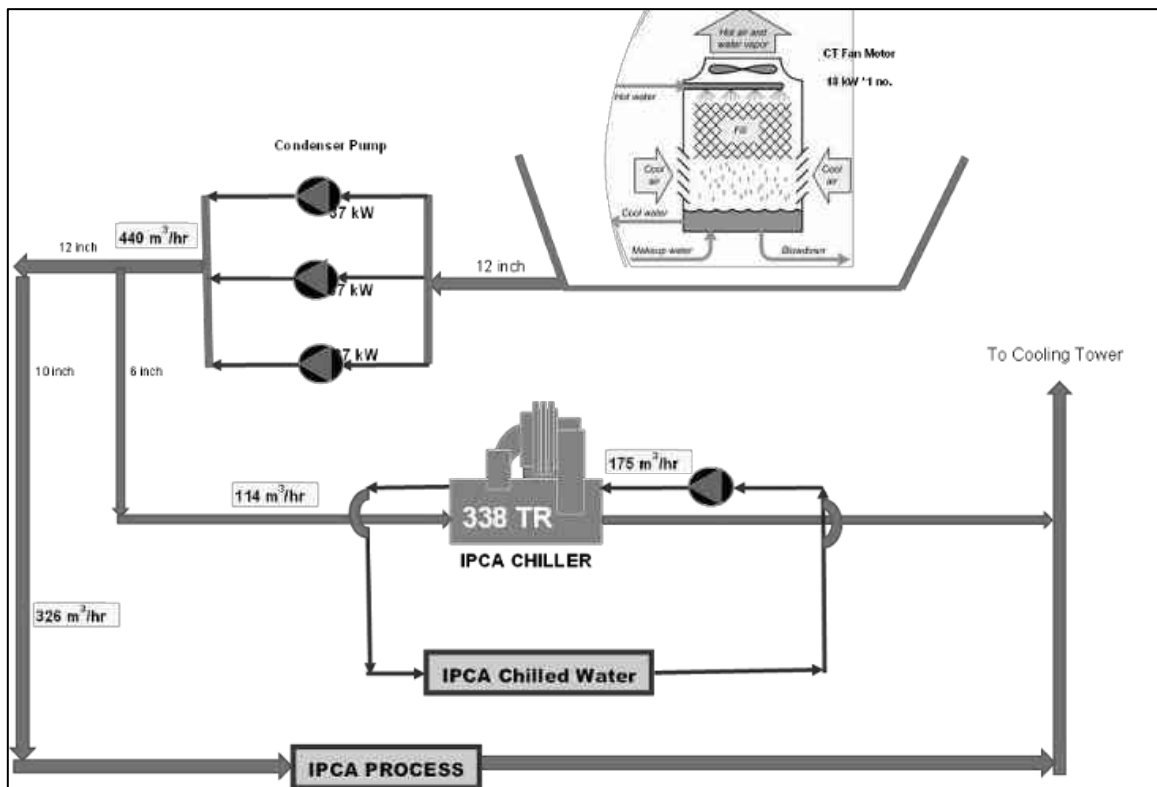 Hot air and
water vapor
CT Fan Motor
Hot water
Fill
Cool
air
Cool
air
Cool water
Makeup water
Blowdown
Condenser Pump
37 kW
440 m³/hr
12 inch
12 inch
37 kW
37 kW
10 inch
6 inch
To Cooling Tower
175 m³/hr
114 m³/hr
338 TR
IPCA CHILLER
326 m³/hr
IPCA Chilled Water
IPCA PROCESS